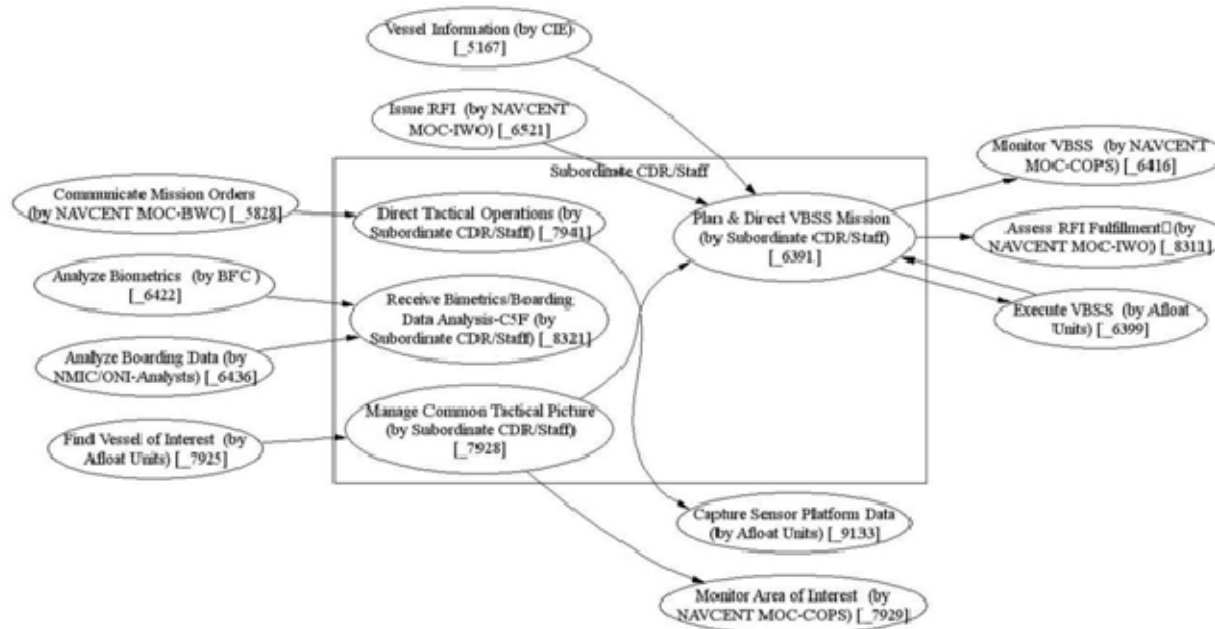 Vessel Information (by CIE)
[_5167]
Issue RFI (by NAVCENT
MOC-IWO) [_6521]
Subordinate CDR/Staff
Communicate Mission Orders
(by NAVCENT MOC-BWC) [_5828]
Direct Tactical Operations (by
Subordinate CDR/Staff) [_7941]
Plan & Direct VBSS Mission
(by Subordinate CDR/Staff)
[_6391]
Monitor VBSS (by NAVCENT
MOC-COPS) [_6416]
Assess RFI Fulfillment (by
NAVCENT MOC-IWO) [_8311]
Execute VBSS (by Afloat
Units) [_6399]
Analyze Biometrics (by BFC)
[_6422]
Receive Bimetrics/Boarding
Data Analysis-C5F (by
Subordinate CDR/Staff) [_8321]
Analyze Boarding Data (by
NMIC/ONI-Analysts) [_6436]
Manage Common Tactical Picture
(by Subordinate CDR/Staff)
[_7928]
Find Vessel of Interest (by
Afloat Units) [_7925]
Capture Sensor Platform Data
(by Afloat Units) [_9133]
Monitor Area of Interest (by
NAVCENT MOC-COPS) [_7929]